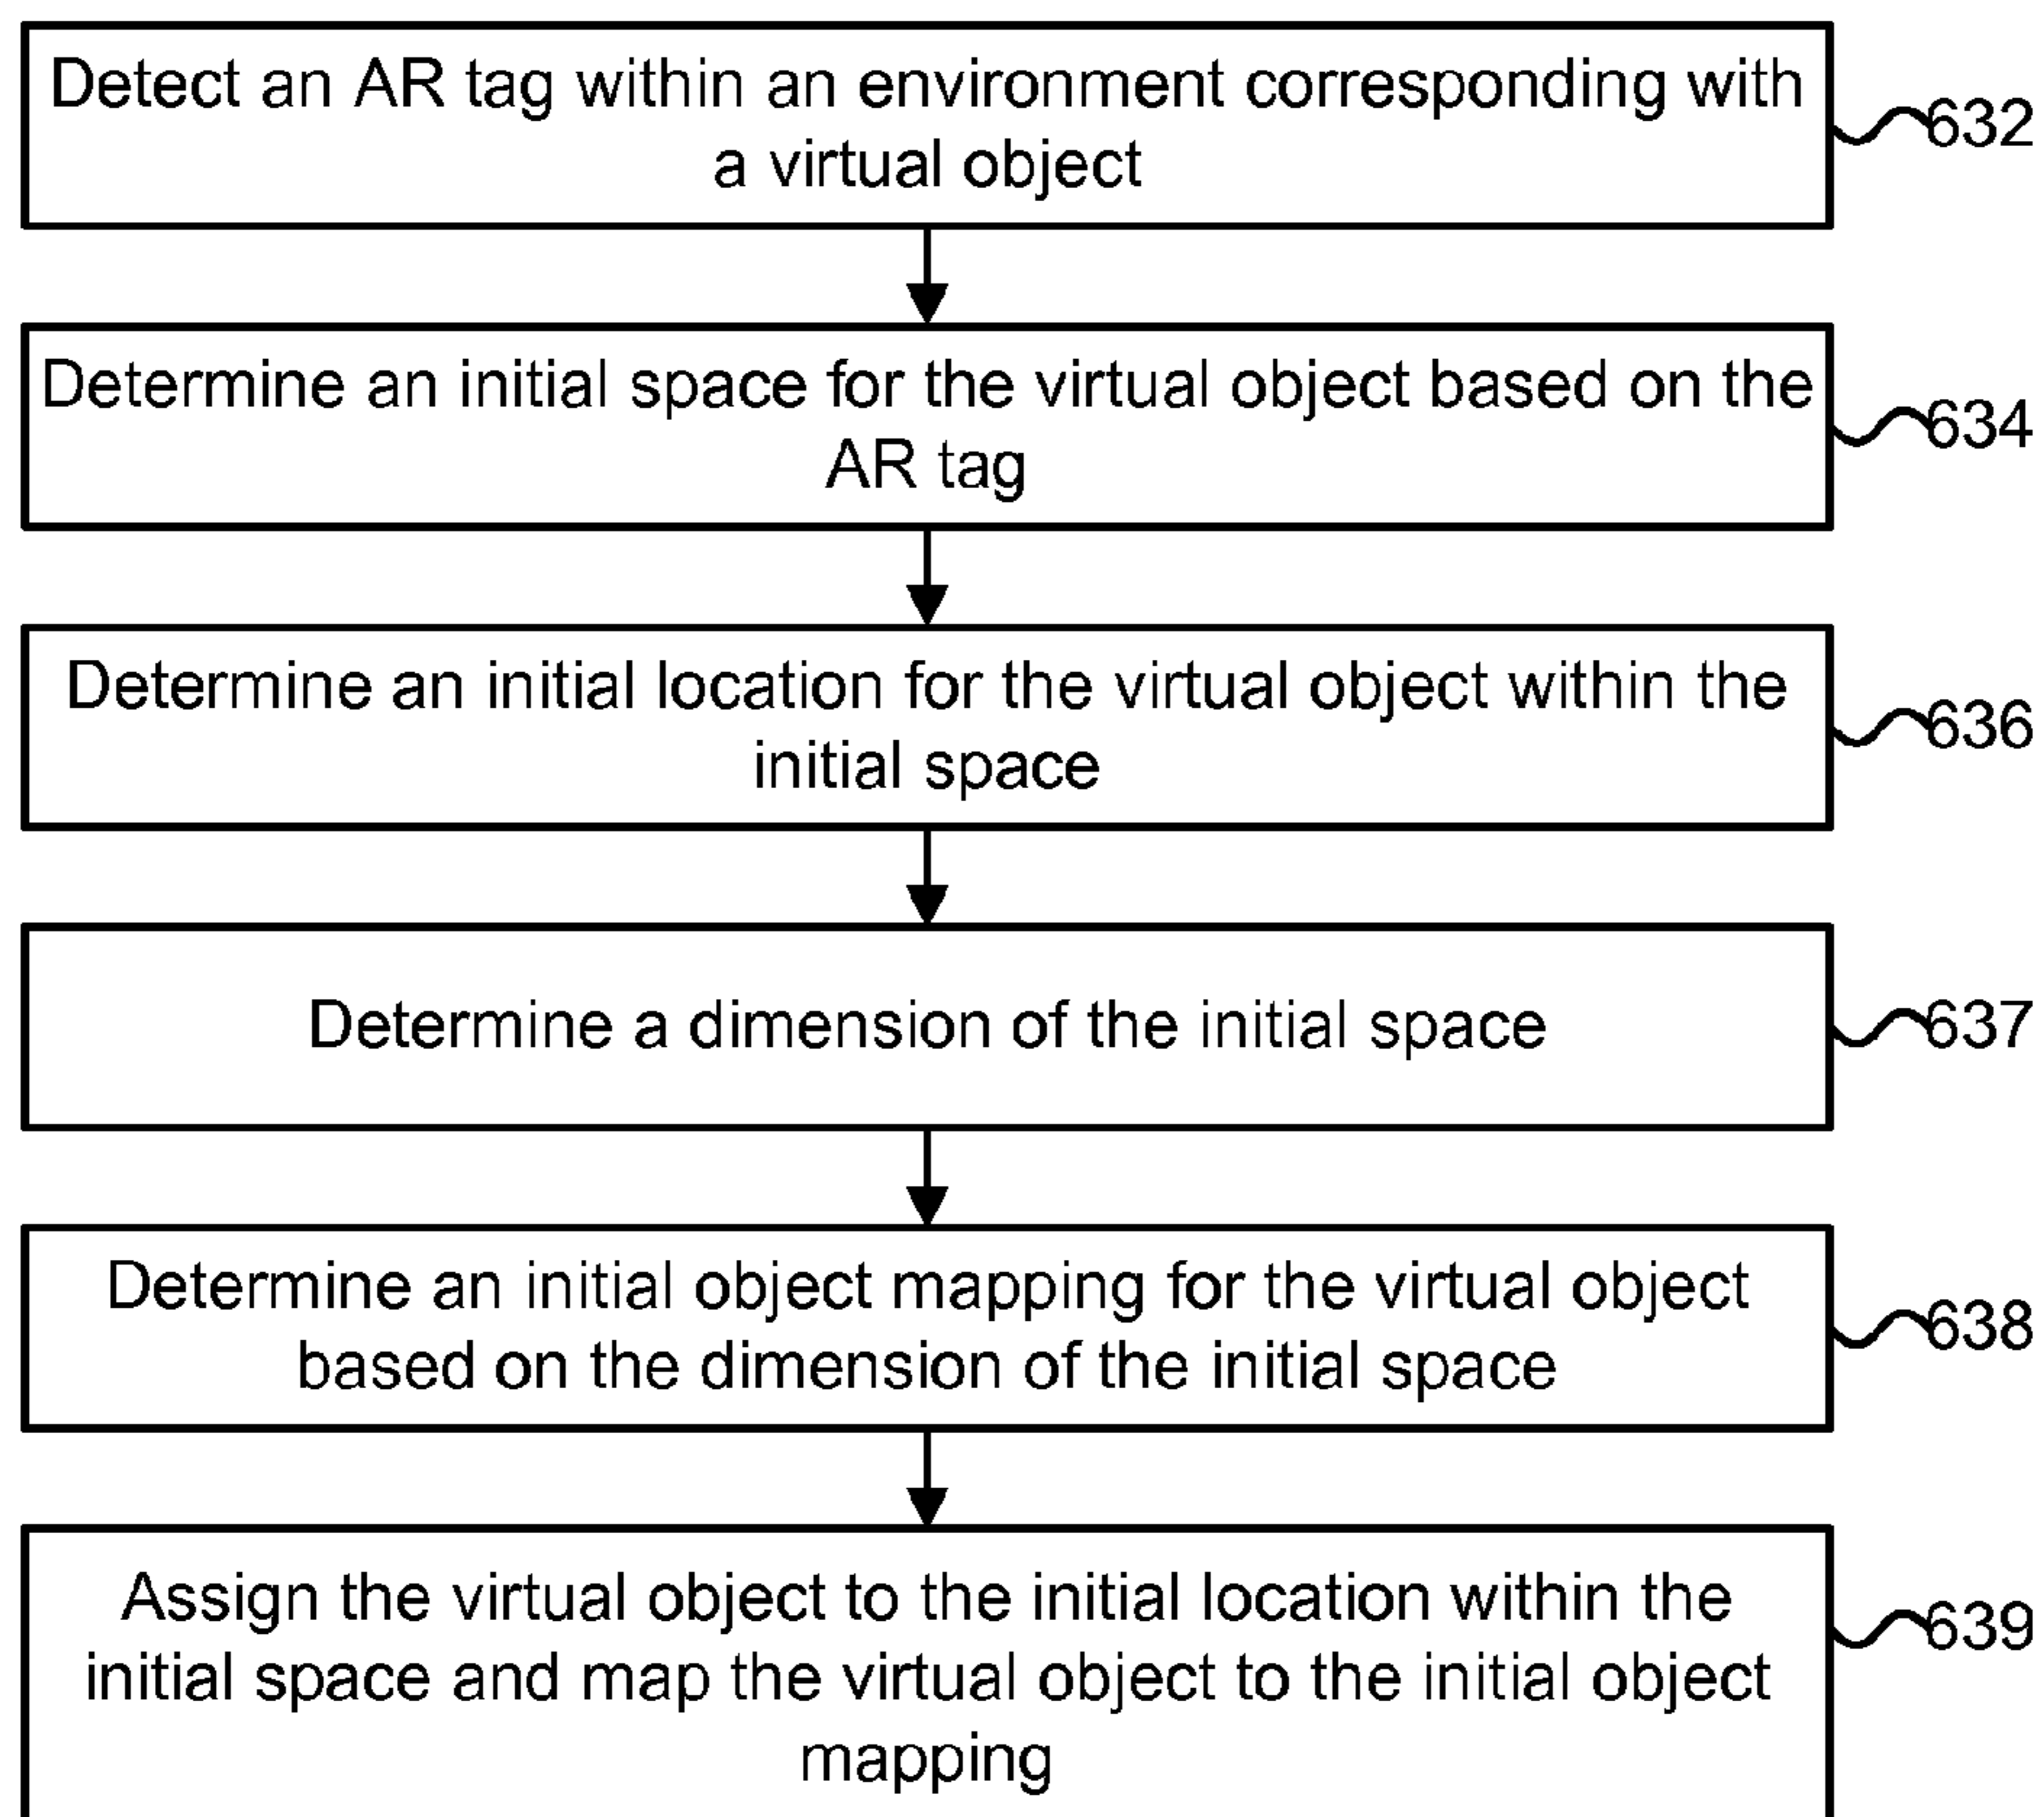 Detect an AR tag within an environment corresponding with
a virtual object
632
Determine an initial space for the virtual object based on the
AR tag
634
Determine an initial location for the virtual object within the
initial space
636
Determine a dimension of the initial space
637
Determine an initial object mapping for the virtual object
based on the dimension of the initial space
638
Assign the virtual object to the initial location within the
initial space and map the virtual object to the initial object
mapping
639